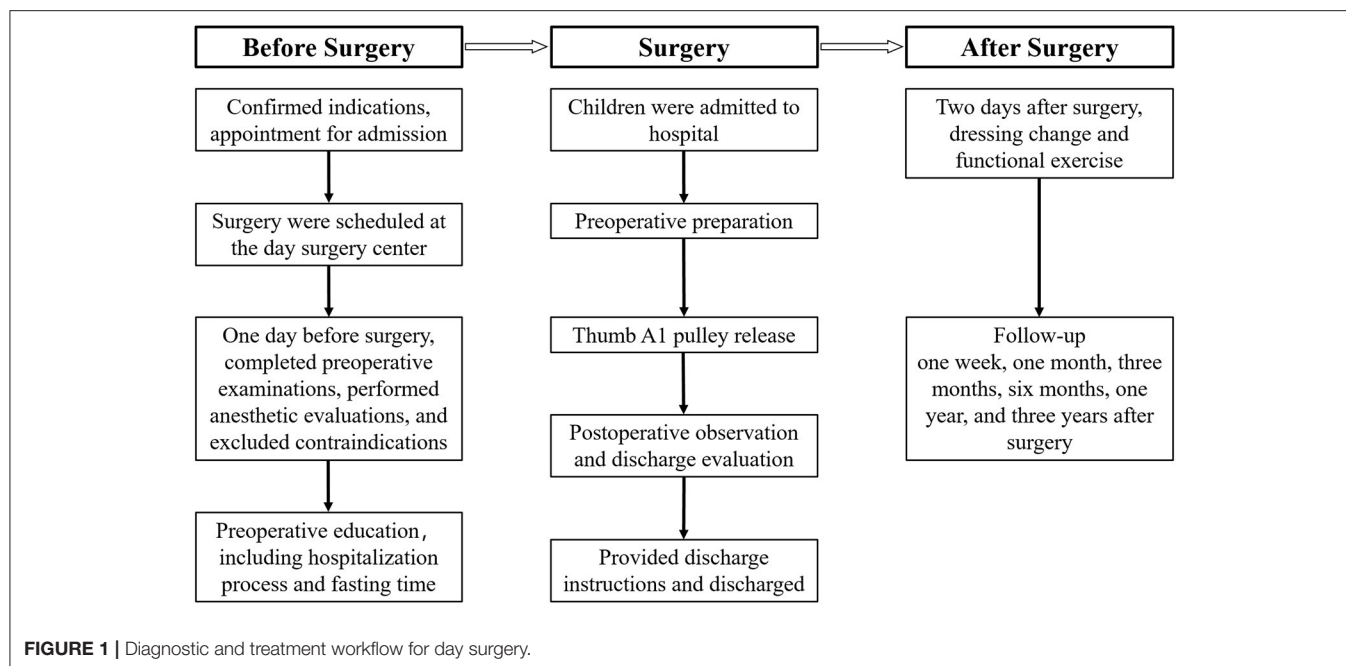 Before Surgery
Surgery
After Surgery
Confirmed indications,
appointment for admission
Surgery were scheduled at
the day surgery center
One day before surgery,
completed preoperative
examinations, performed
anesthetic evaluations, and
excluded contraindications
Preoperative education,
including hospitalization
process and fasting time
Children were admitted to
hospital
Preoperative preparation
Thumb A1 pulley release
Postoperative observation
and discharge evaluation
Provided discharge
instructions and discharged
Two days after surgery,
dressing change and
functional exercise
Follow-up
one week, one month, three
months, six months, one
year, and three years after
surgery
FIGURE 1 | Diagnostic and treatment workflow for day surgery.